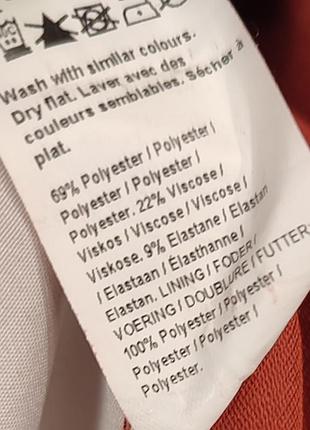 Wash with similar colours.
Dry flat. Laver avec des
couleurs semblables. Sécher à
plat.
69% Polyester / Polyester /
Polyester / Polyester /
Polyester. 22% Viscose /
Viskos / Viscose / Viscose /
Viskose. 9% Elastane / Elastan
/ Elastaan / Élasthanne /
Elastan. LINING / FODER /
VOERING / DOUBLURE / FUTTER:
100% Polyester / Polyester /
Polyester / Polyester /
Polyester.